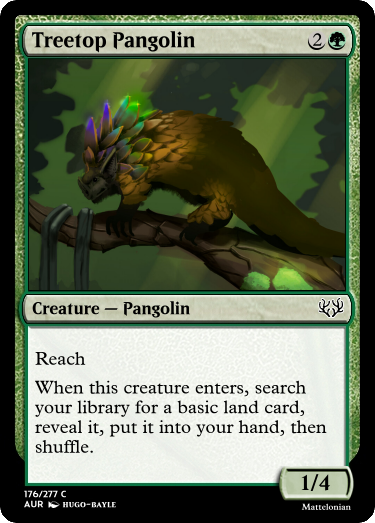 Treetop Pangolin 2
Creature — Pangolin
Reach
When this creature enters, search
your library for a basic land card,
reveal it, put it into your hand, then
shuffle.
1/4
176/277 C
AUR HUGO-BAYLE
Mattelonian